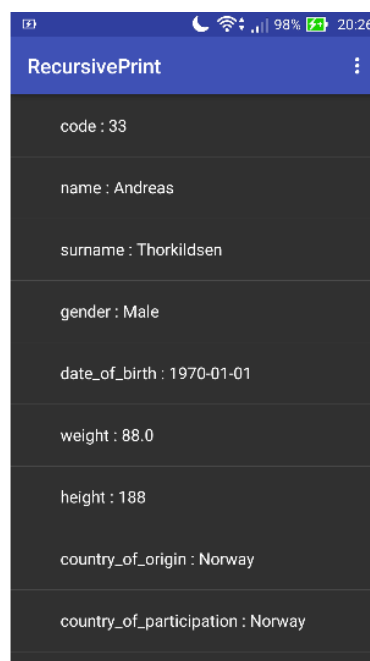 98% 20:26
RecursivePrint
code : 33
name : Andreas
surname : Thorkildsen
gender : Male
date_of_birth : 1970-01-01
weight : 88.0
height : 188
country_of_origin : Norway
country_of_participation : Norway